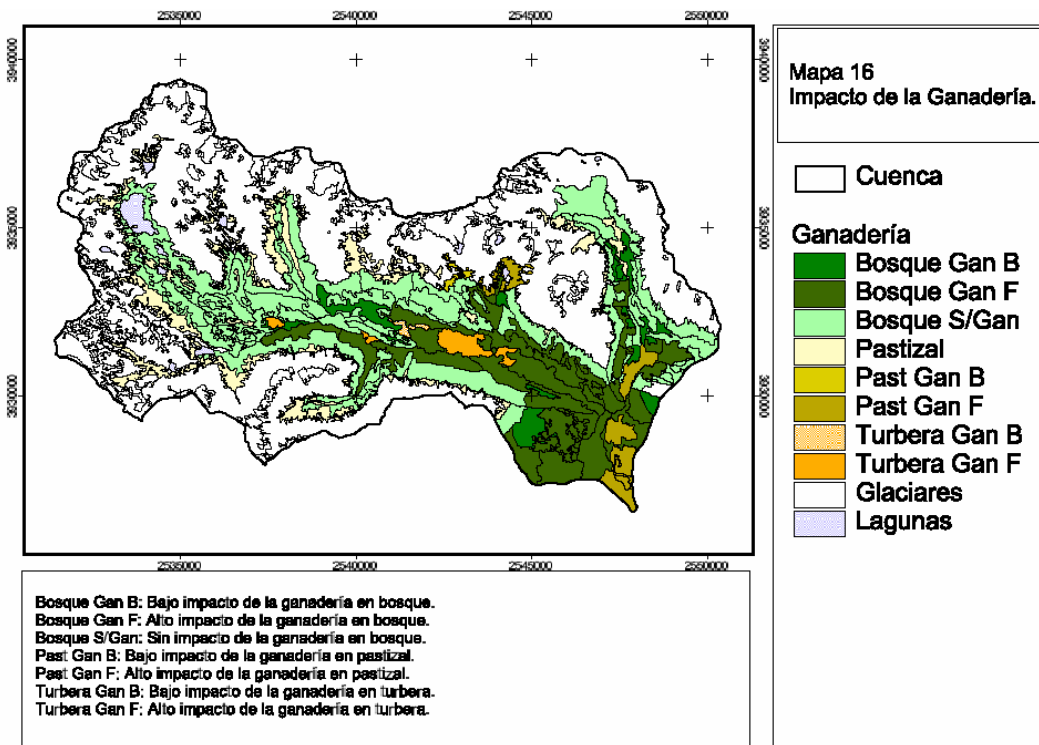 2535000 2540000 2545000 2550000
3940000 3940000
3935000 3935000
3930000 3930000
2535000 2540000 2545000 2550000
Mapa 16
Impacto de la Ganadería.
Cuenca
Ganadería
Bosque Gan B
Bosque Gan F
Bosque S/Gan
Pastizal
Past Gan B
Past Gan F
Turbera Gan B
Turbera Gan F
Glaciares
Lagunas
Bosque Gan B: Bajo impacto de la ganadería en bosque.
Bosque Gan F: Alto impacto de la ganadería en bosque.
Bosque S/Gan: Sin impacto de la ganadería en bosque.
Past Gan B: Bajo impacto de la ganadería en pastizal.
Past Gan F: Alto impacto de la ganadería en pastizal.
Turbera Gan B: Bajo impacto de la ganadería en turbera.
Turbera Gan F: Alto impacto de la ganadería en turbera.